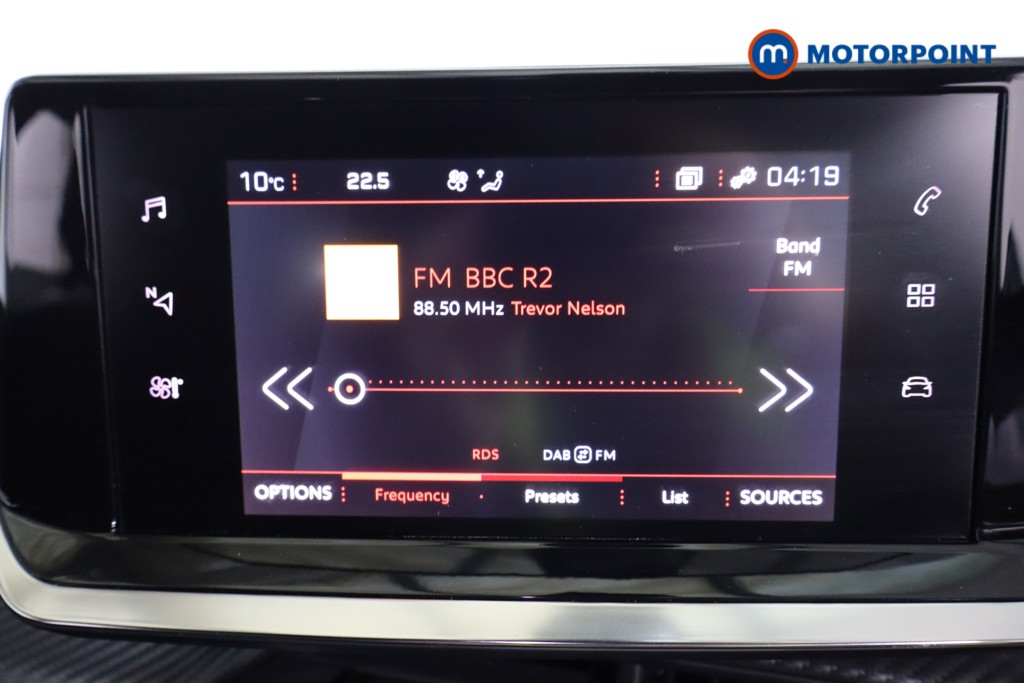 m MOTORPOINT
10°C 22.5 04:19
N
Band
FM
FM BBC R2
88.50 MHz Trevor Nelson
RDS DAB FM
OPTIONS Frequency Presets List SOURCES